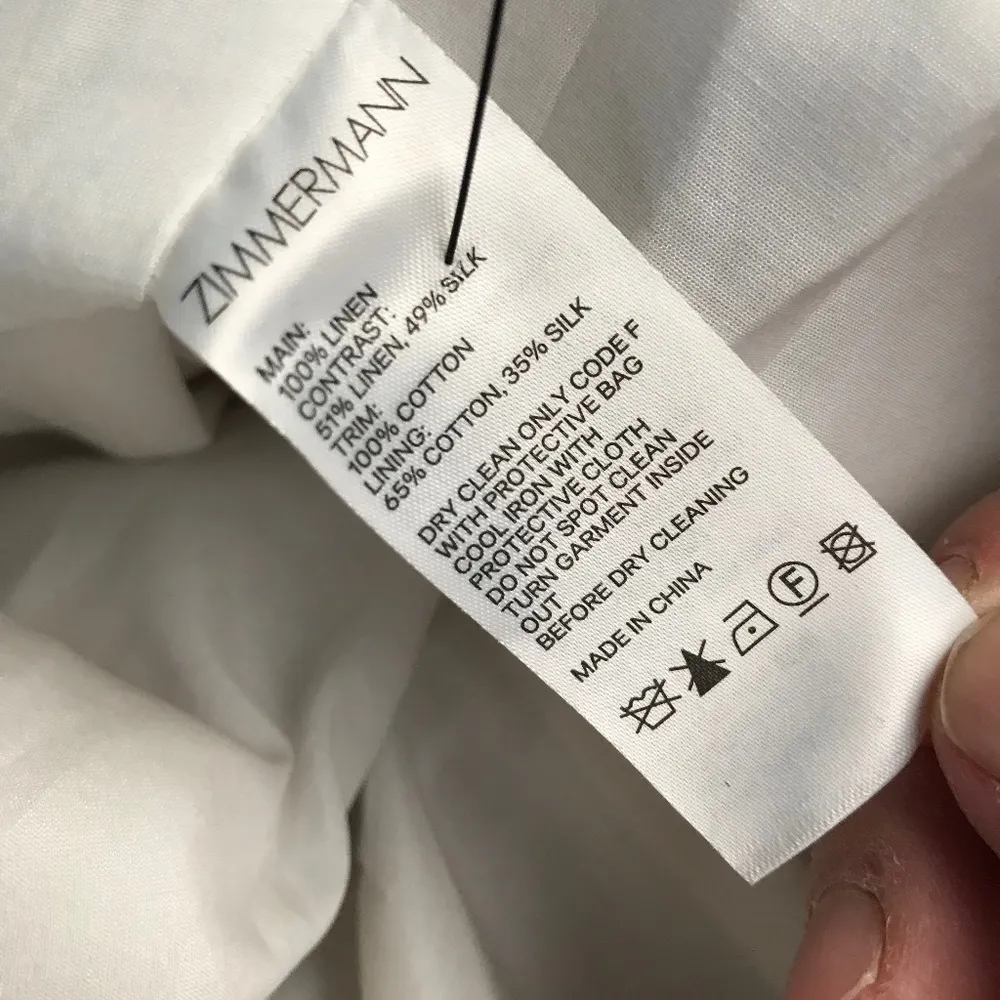 ZIMMERMANN
MAIN:
100% LINEN
CONTRAST:
51% LINEN, 49% SILK
TRIM:
100% COTTON
LINING:
65% COTTON, 35% SILK
DRY CLEAN ONLY CODE F
WITH PROTECTIVE BAG
COOL IRON WITH
PROTECTIVE CLOTH
DO NOT SPOT CLEAN
TURN GARMENT INSIDE
OUT
BEFORE DRY CLEANING
MADE IN CHINA
F